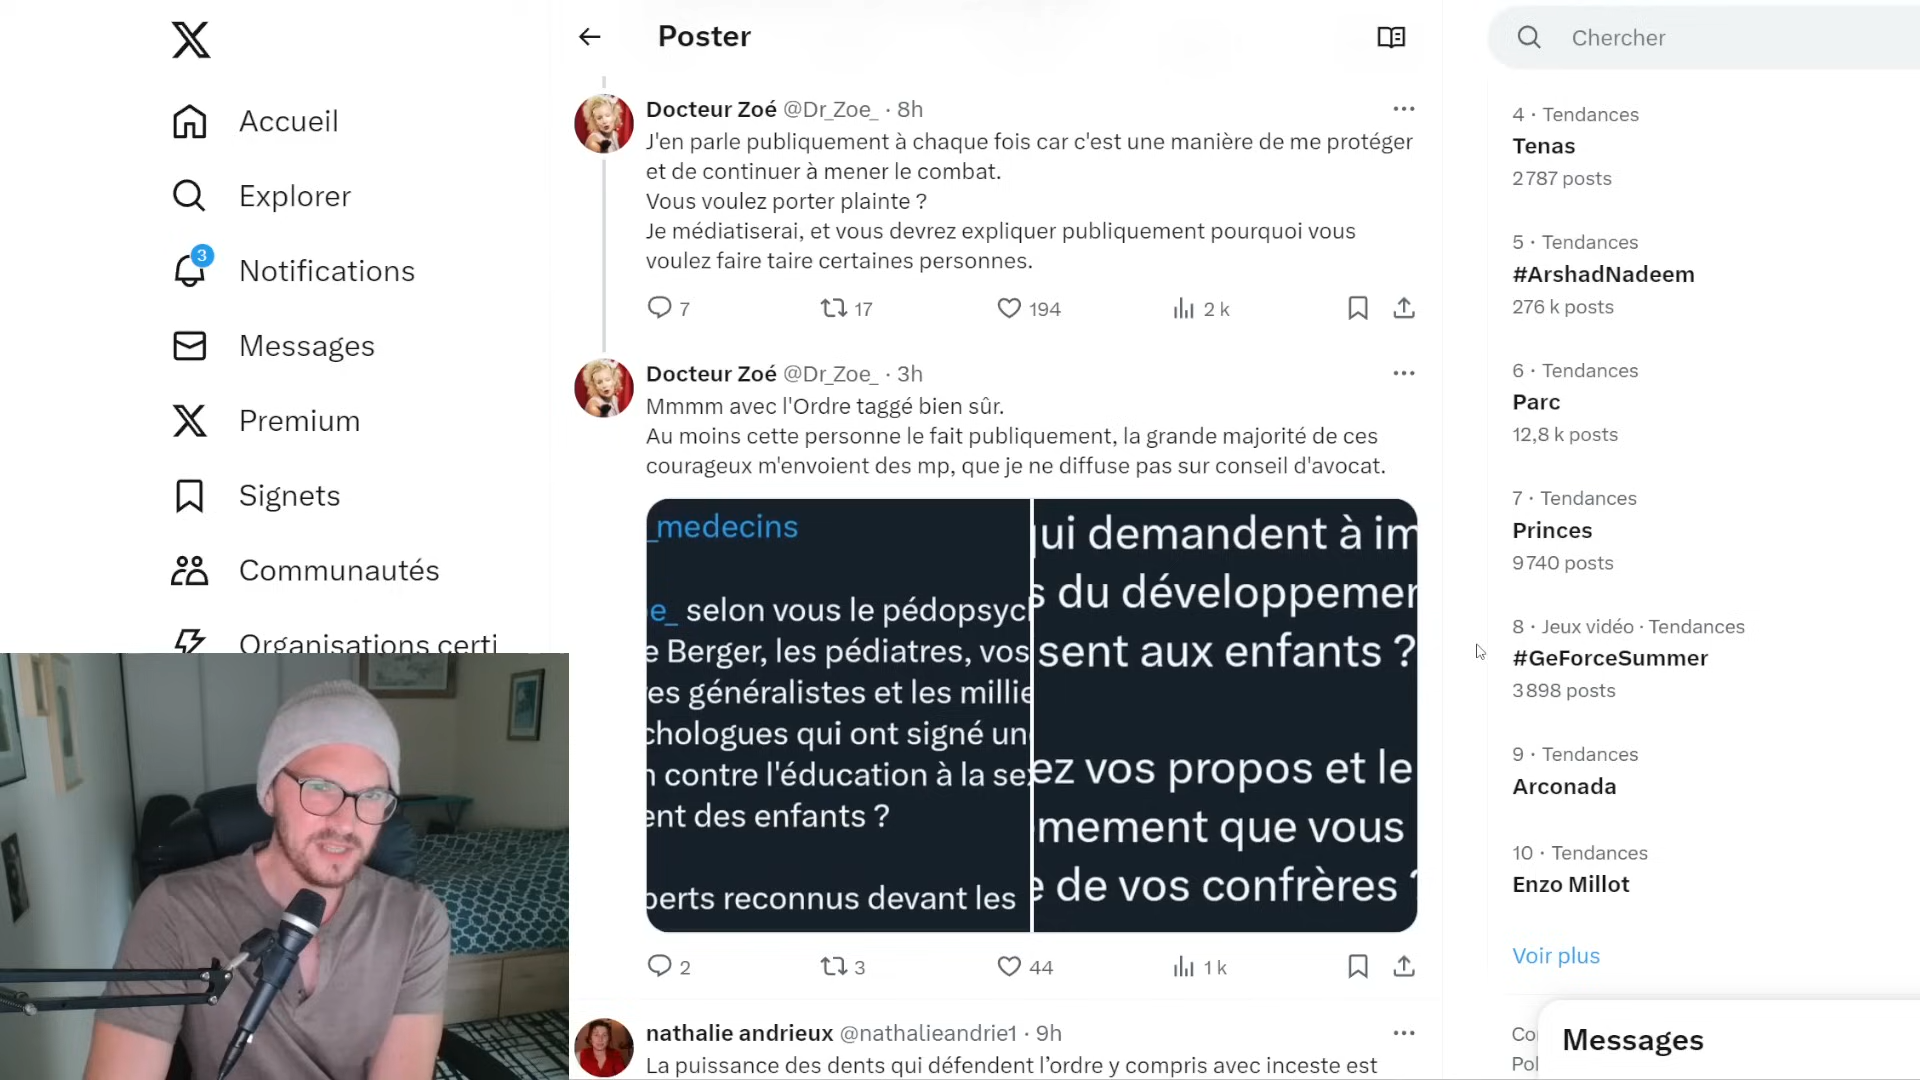 Accueil
Explorer
3
Notifications
Messages
Premium
Signets
Communautés
Organisations certi
Poster
Docteur Zoé @Dr_Zoe_ · 8h
J'en parle publiquement à chaque fois car c'est une manière de me protéger
et de continuer à mener le combat.
Vous voulez porter plainte ?
Je médiatiserai, et vous devrez expliquer publiquement pourquoi vous
voulez faire taire certaines personnes.
7 17 194 2 k
Docteur Zoé @Dr_Zoe_ · 3h
Mmmm avec l'Ordre taggé bien sûr.
Au moins cette personne le fait publiquement, la grande majorité de ces
courageux m'envoient des mp, que je ne diffuse pas sur conseil d'avocat.
_medecins
e_ selon vous le pédopsych
e Berger, les pédiatres, vos
es généralistes et les millie
chologues qui ont signé un
n contre l'éducation à la se
ent des enfants ?
perts reconnus devant les
ui demandent à im
s du développemen
sent aux enfants ?
ez vos propos et le
mement que vous
e de vos confrères ?
2 3 44 1 k
nathalie andrieux @nathalieandrie1 · 9h
La puissance des dents qui défendent l’ordre y compris avec inceste est
Chercher
4 · Tendances
Tenas
2 787 posts
5 · Tendances
#ArshadNadeem
276 k posts
6 · Tendances
Parc
12,8 k posts
7 · Tendances
Princes
9 740 posts
8 · Jeux vidéo · Tendances
#GeForceSummer
3 898 posts
9 · Tendances
Arconada
10 · Tendances
Enzo Millot
Voir plus
Co
Pol
Messages